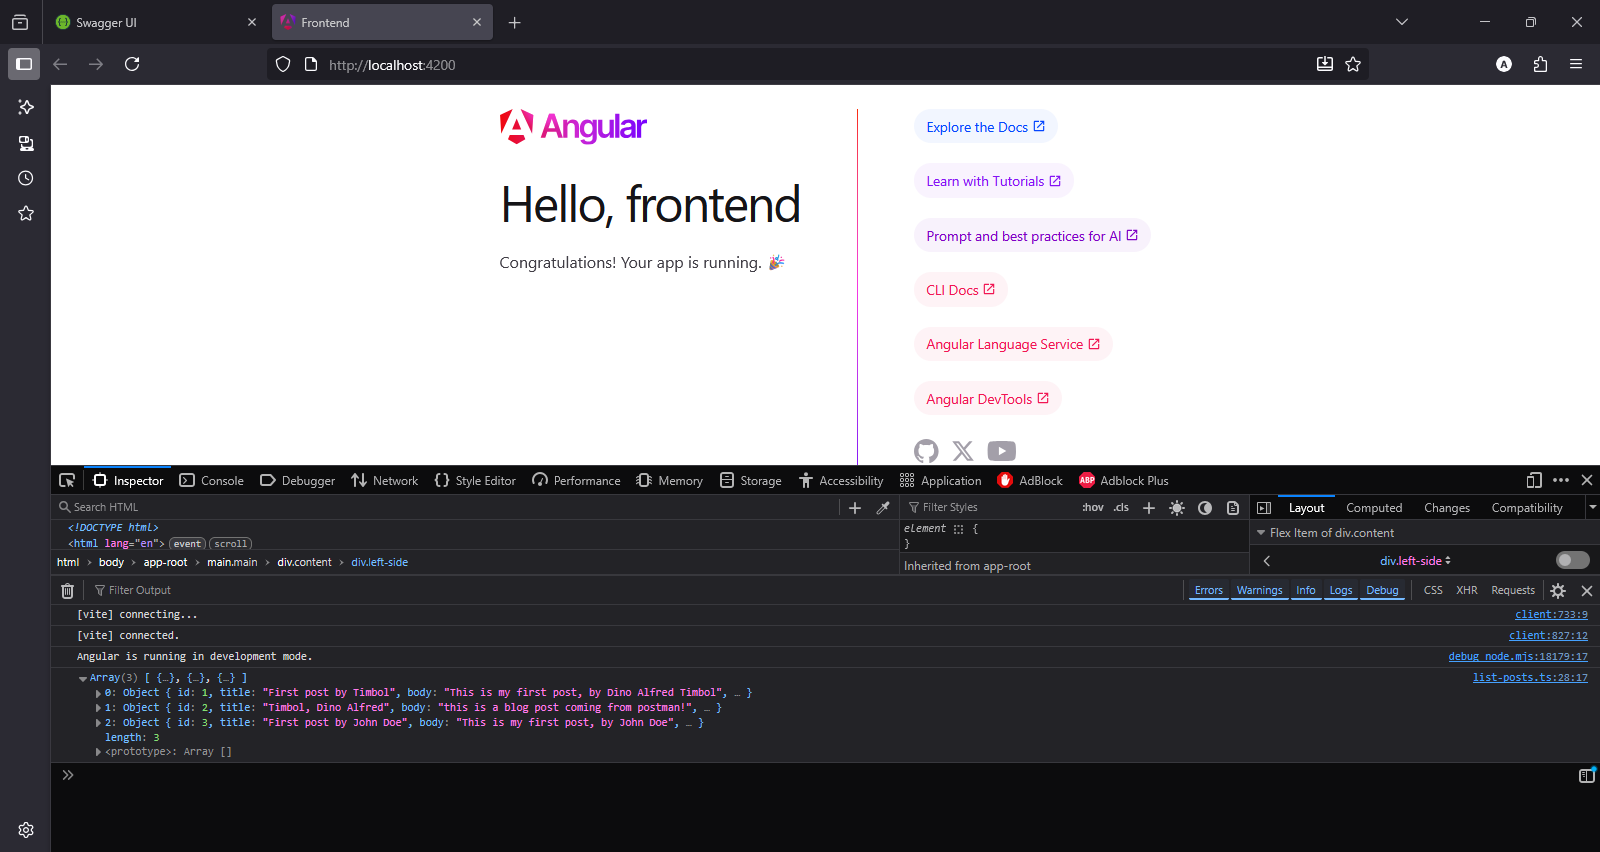 Swagger UI
Frontend
http://localhost:4200
A
Angular
Hello, frontend
Congratulations! Your app is running. 🎉
Explore the Docs
Learn with Tutorials
Prompt and best practices for AI
CLI Docs
Angular Language Service
Angular DevTools
Inspector Console Debugger Network {} Style Editor Performance Memory Storage Accessibility Application AdBlock ABP Adblock Plus
Search HTML
<!DOCTYPE html>
<html lang="en"> event scroll
html › body › app-root › main.main › div.content › div.left-side
Filter Styles :hov .cls
element {
}
Inherited from app-root
Layout Computed Changes Compatibility
Flex Item of div.content
div.left-side
Filter Output Errors Warnings Info Logs Debug CSS XHR Requests
[vite] connecting... client:733:9
[vite] connected. client:827:12
Angular is running in development mode. debug_node.mjs:18179:17
Array(3) [ {…}, {…}, {…} ] list-posts.ts:28:17
0: Object { id: 1, title: "First post by Timbol", body: "This is my first post, by Dino Alfred Timbol", … }
1: Object { id: 2, title: "Timbol, Dino Alfred", body: "this is a blog post coming from postman!", … }
2: Object { id: 3, title: "First post by John Doe", body: "This is my first post, by John Doe", … }
length: 3
<prototype>: Array []